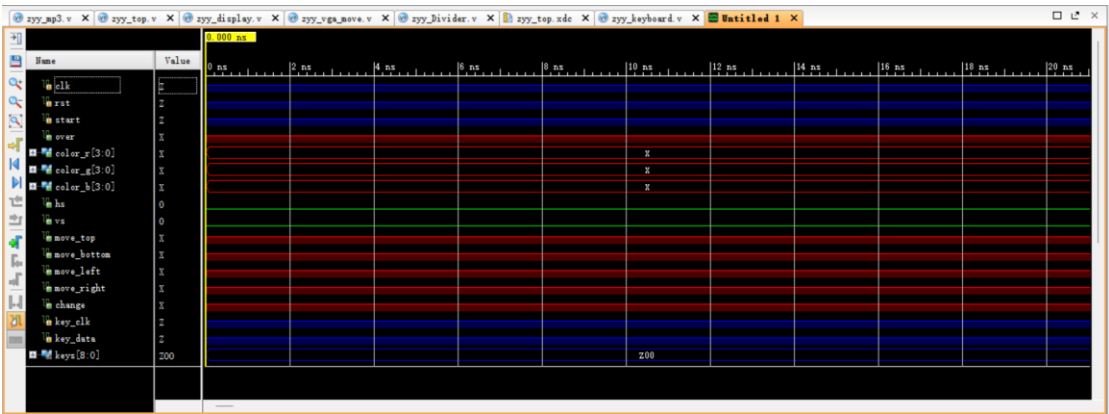 zyy_mp3.v zyy_top.v zyy_display.v zyy_vga_move.v zyy_Divider.v zyy_top.xdc zyy_keyboard.v Untitled 1
0.000 ns
Name Value
0 ns 2 ns 4 ns 6 ns 8 ns 10 ns 12 ns 14 ns 16 ns 18 ns 20 ns
clk Z
rst Z
start Z
over X
color_r[3:0] X X
color_g[3:0] X X
color_b[3:0] X X
hs 0
vs 0
move_top X
move_bottom X
move_left X
move_right X
change X
key_clk Z
key_data Z
keys[8:0] Z00 Z00